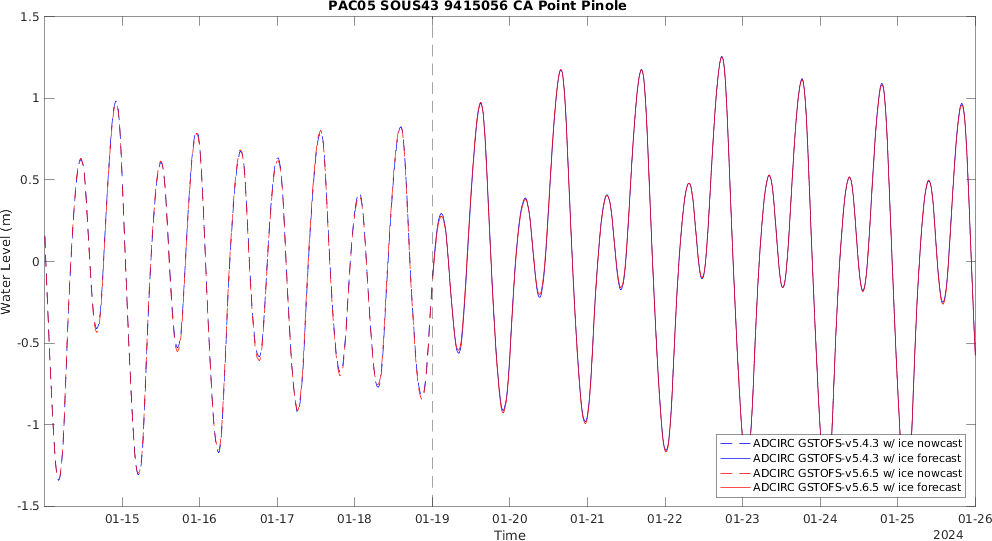 PAC05 SOUS43 9415056 CA Point Pinole
1.5
1
0.5
0
-0.5
-1
-1.5
Water Level (m)
ADCIRC GSTOFS-v5.4.3 w/ ice nowcast
ADCIRC GSTOFS-v5.4.3 w/ ice forecast
ADCIRC GSTOFS-v5.6.5 w/ ice nowcast
ADCIRC GSTOFS-v5.6.5 w/ ice forecast
01-15 01-16 01-17 01-18 01-19 01-20 01-21 01-22 01-23 01-24 01-25 01-26
Time
2024